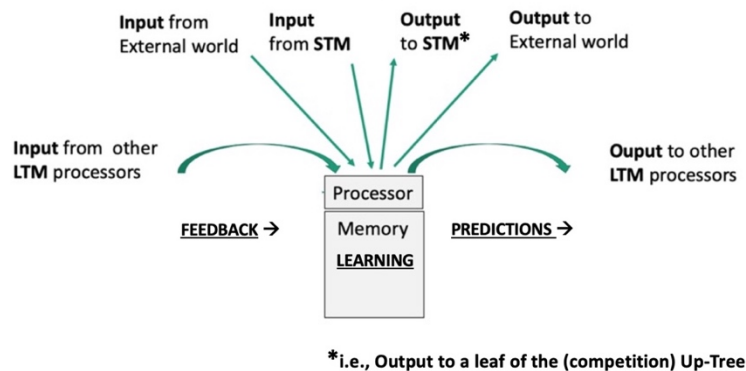 Input from
External world
Input
from STM
Output
to STM*
Output to
External world
Input from other
LTM processors
Ouput to other
LTM processors
Processor
FEEDBACK →
Memory
PREDICTIONS →
LEARNING
*i.e., Output to a leaf of the (competition) Up-Tree